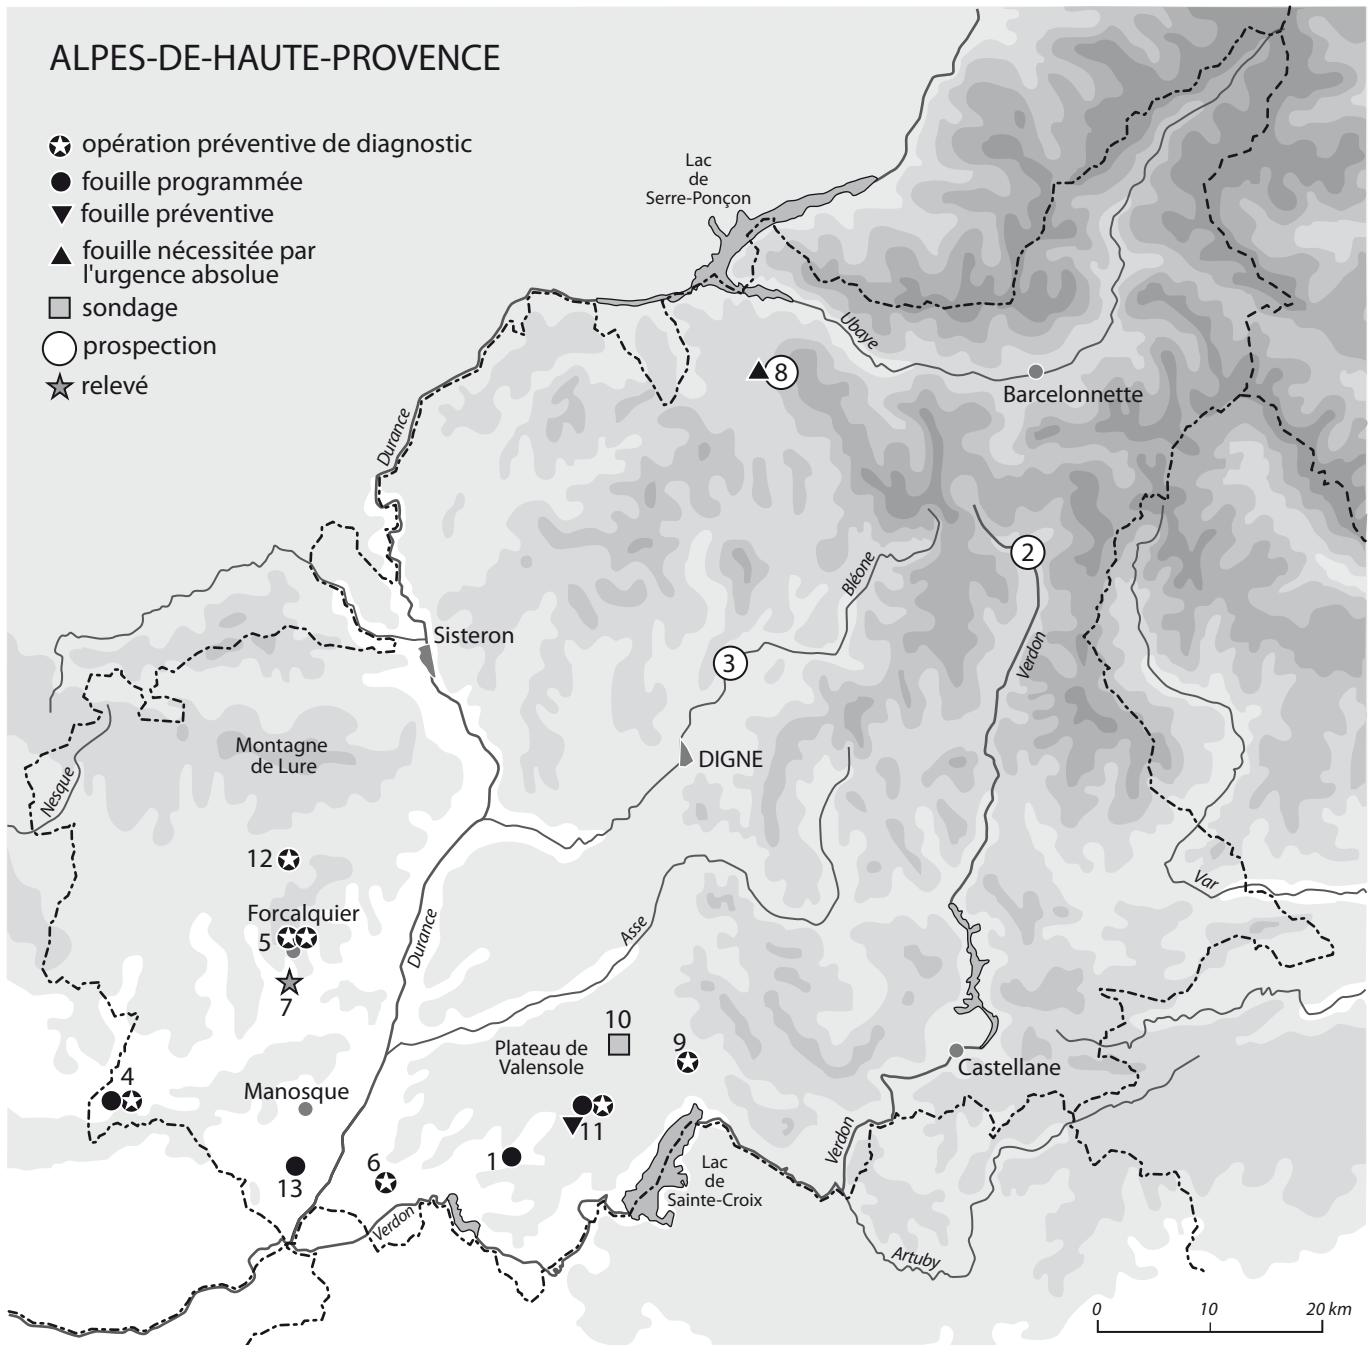 ALPES-DE-HAUTE-PROVENCE
opération préventive de diagnostic
fouille programmée
fouille préventive
fouille nécessitée par
l'urgence absolue
sondage
prospection
relevé
Lac
de
Serre-Ponçon
Ubaye
8
Barcelonnette
Durance
2
Bléone
Sisteron
Verdon
3
Montagne
de Lure
DIGNE
Nesque
12
Var
Forcalquier
5
Durance
Asse
7
10
9
Plateau de
Valensole
Castellane
4
Manosque
11
Verdon
1
6
13
Lac
de
Sainte-Croix
Verdon
Artuby
0 10 20 km